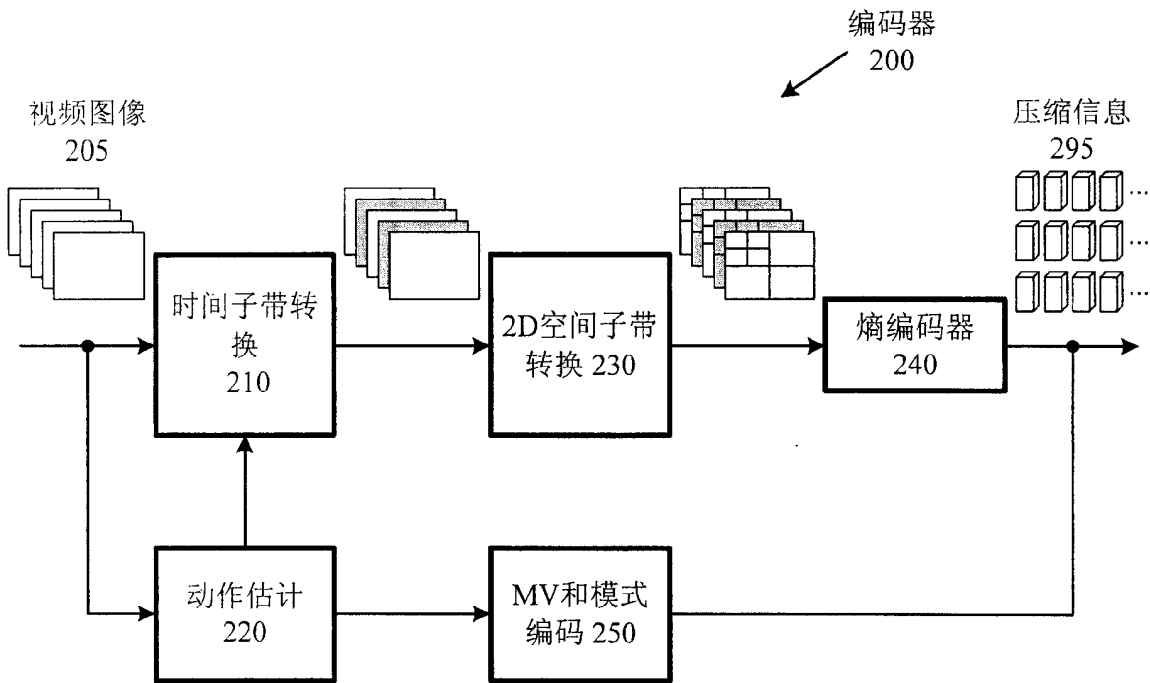 编码器
200
视频图像
205
压缩信息
295
...
...
...
时间子带转
换
210
2D空间子带
转换 230
熵编码器
240
动作估计
220
MV和模式
编码 250